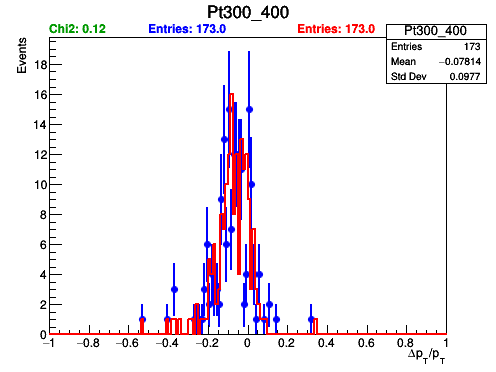 Pt300_400
Chi2: 0.12 Entries: 173.0 Entries: 173.0
Pt300_400
Entries 173
Mean −0.07814
Std Dev 0.0977
Events
18
16
14
12
10
8
6
4
2
0
−1 −0.8 −0.6 −0.4 −0.2 0 0.2 0.4 0.6 0.8 1
Δp_T/p_T